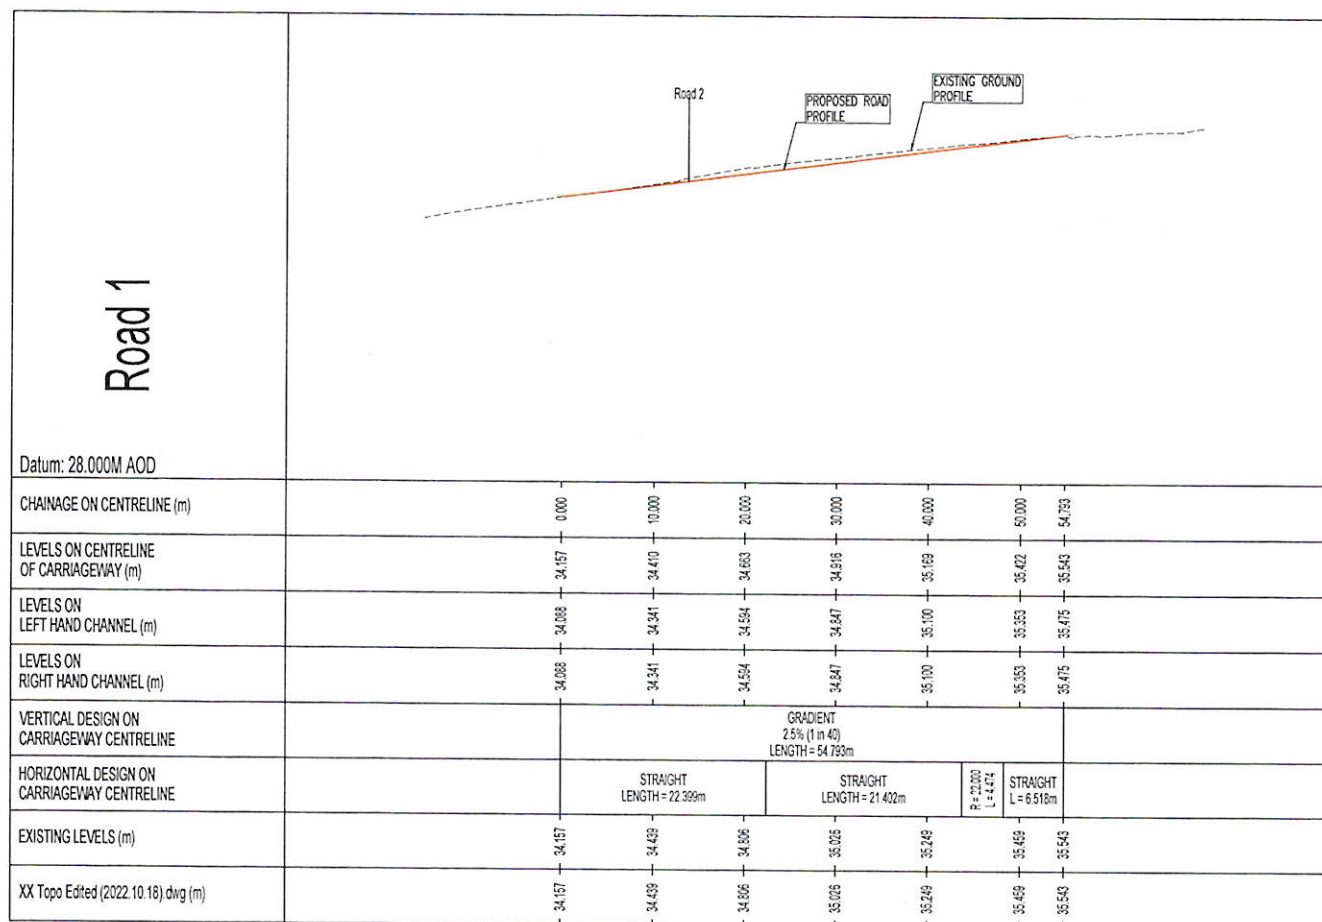 Road 2
PROPOSED ROAD
PROFILE
EXISTING GROUND
PROFILE
Road 1
Datum: 28.000M AOD
CHAINAGE ON CENTRELINE (m)
0.000 10.000 20.000 30.000 40.000 50.000 54.793
LEVELS ON CENTRELINE
OF CARRIAGEWAY (m)
34.157 34.410 34.663 34.916 35.169 35.422 35.543
LEVELS ON
LEFT HAND CHANNEL (m)
34.088 34.341 34.594 34.847 35.100 35.353 35.475
LEVELS ON
RIGHT HAND CHANNEL (m)
34.088 34.341 34.594 34.847 35.100 35.353 35.475
VERTICAL DESIGN ON
CARRIAGEWAY CENTRELINE
GRADIENT
2.5% (1 in 40)
LENGTH = 54.793m
HORIZONTAL DESIGN ON
CARRIAGEWAY CENTRELINE
STRAIGHT
LENGTH = 22.399m
STRAIGHT
LENGTH = 21.402m
R = 22.000
L = 4.474
STRAIGHT
L = 6.518m
EXISTING LEVELS (m)
34.157 34.439 34.806 35.026 35.249 35.459 35.543
XX Topo Edited (2022.10.18).dwg (m)
34.157 34.439 34.806 35.026 35.249 35.459 35.543